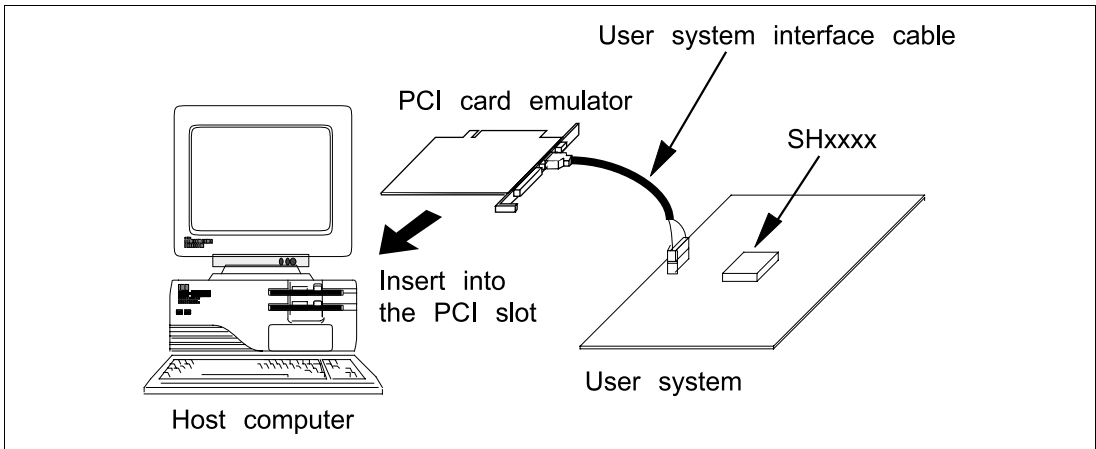 User system interface cable
PCI card emulator
SHxxxx
Insert into
the PCI slot
User system
Host computer